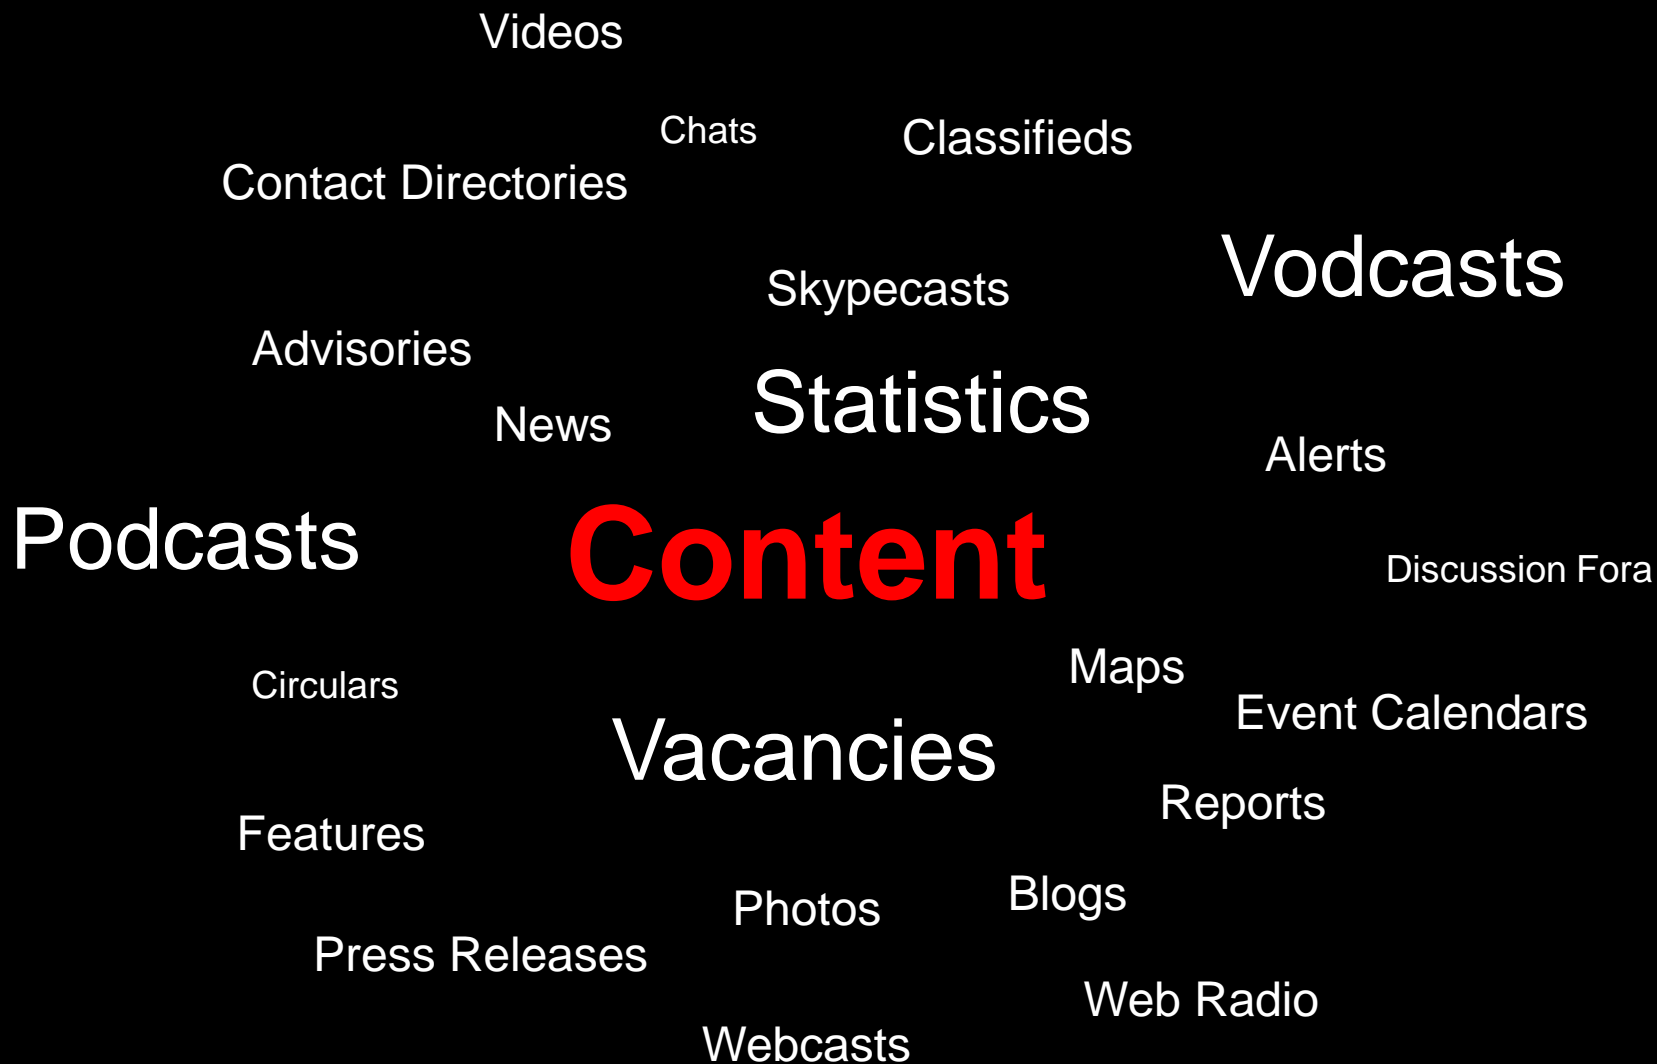 Videos
Chats
Classifieds
Contact Directories
Vodcasts
Skypecasts
Advisories
Statistics
News
Alerts
Podcasts
Content
Discussion Fora
Maps
Circulars
Event Calendars
Vacancies
Reports
Features
Blogs
Photos
Press Releases
Web Radio
Webcasts